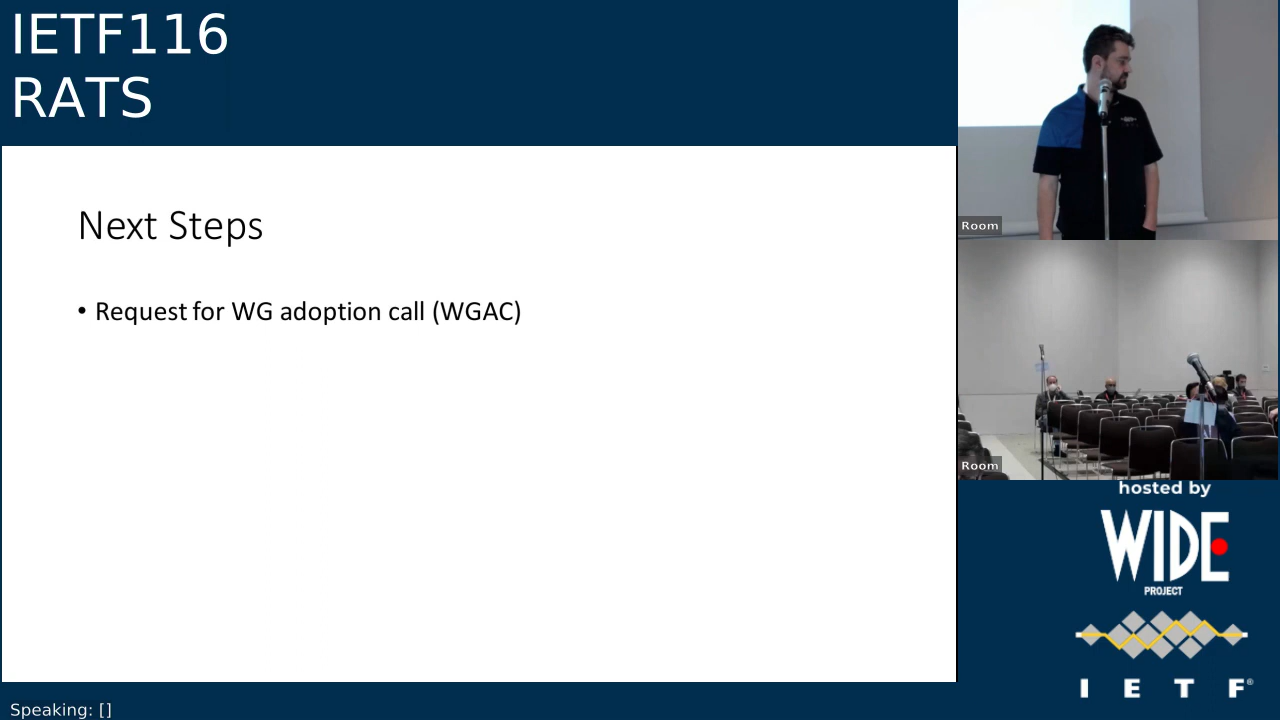 IETF116
RATS
Next Steps
• Request for WG adoption call (WGAC)
Room
Room
hosted by
WIDE
PROJECT
I E T F®
Speaking: []